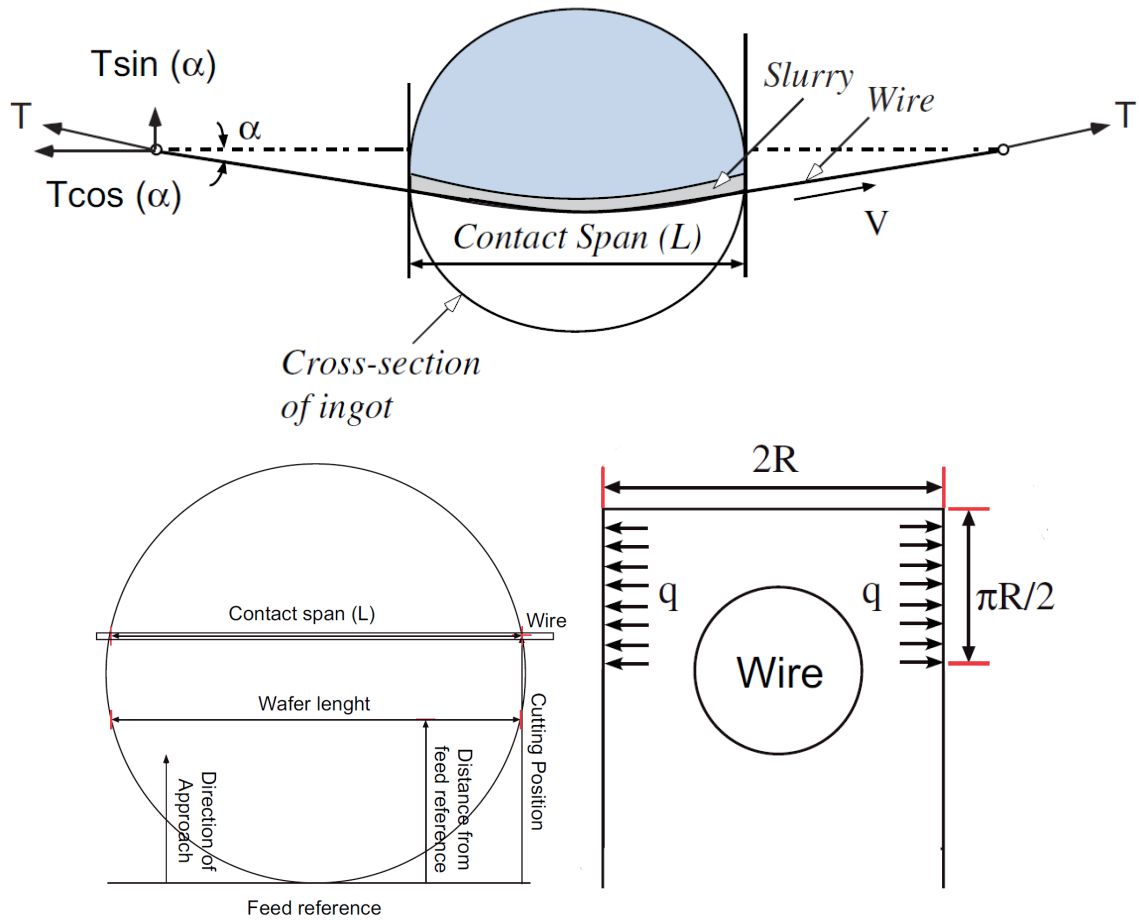 Tsin (α)
Slurry
Wire
T
α
T
Tcos (α)
V
Contact Span (L)
Cross-section
of ingot
2R
Contact span (L)
Wire
q
q
πR/2
Wire
Wafer lenght
Cutting Position
Distance from
feed reference
Direction of
Approach
Feed reference